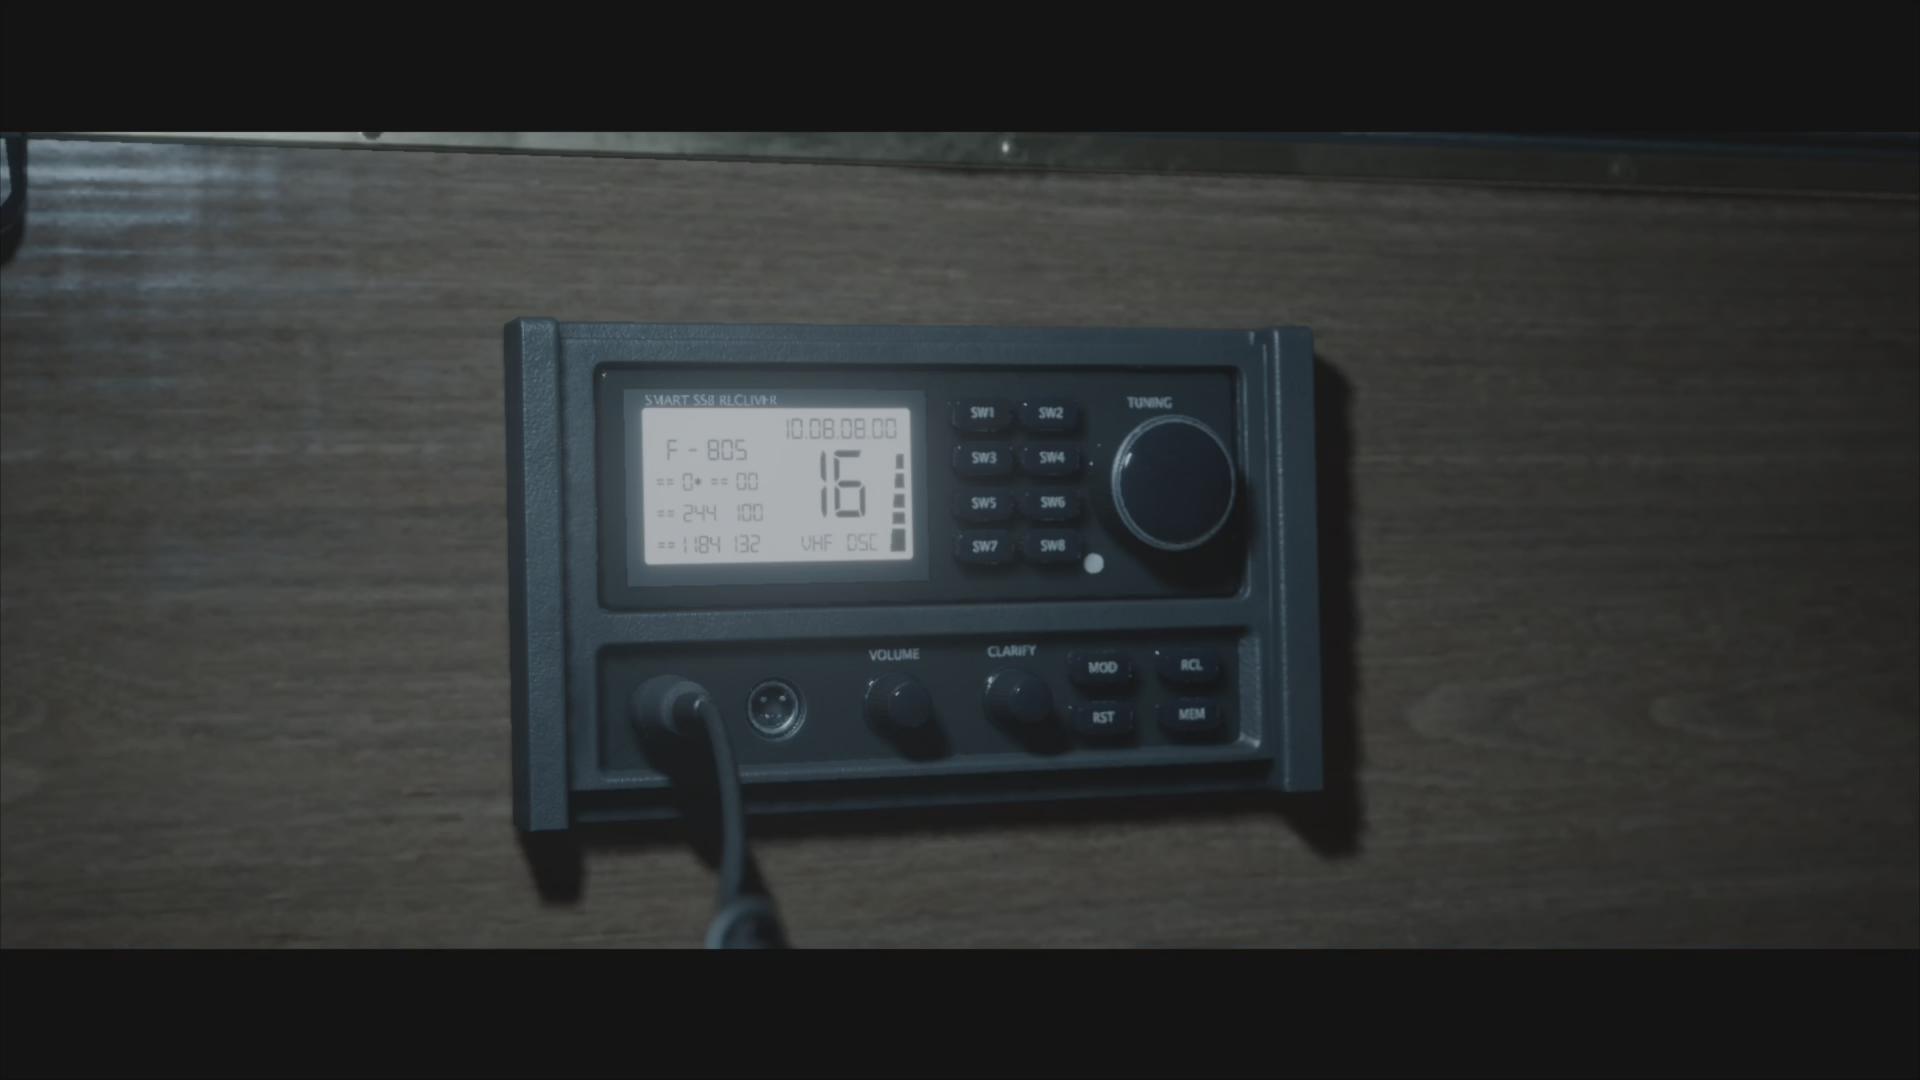 SMART SSB RECEIVER
10.08.08.00
F - 805
16
== 0* == 00
== 244 100
== 1184 132
VHF DSC
SW1 SW2
SW3 SW4
SW5 SW6
SW7 SW8
TUNING
VOLUME
CLARIFY
MOD
RCL
RST
MEM